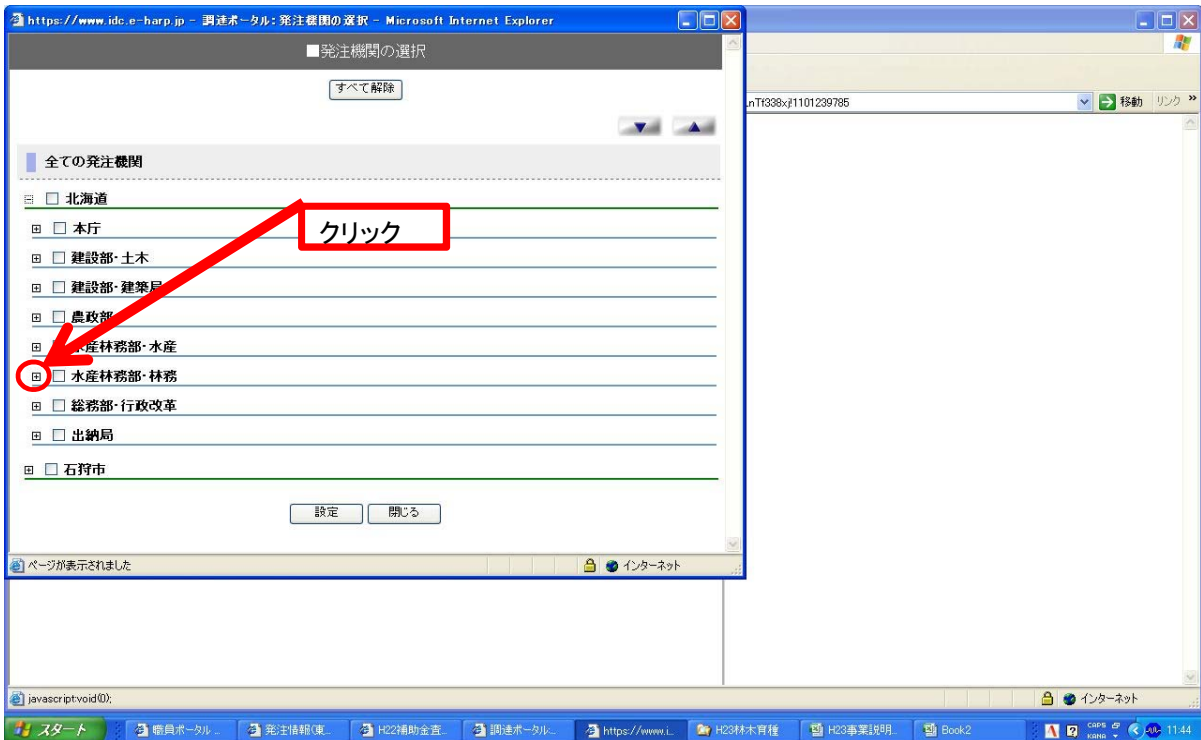 https://www.idc.e-harp.jp - 調達ポータル:発注機関の選択 - Microsoft Internet Explorer
■発注機関の選択
すべて解除
nTf338xj!1101239785
移動 リンク »
全ての発注機関
北海道
本庁
クリック
建設部・土木
建設部・建築局
農政部
水産林務部・水産
水産林務部・林務
総務部・行政改革
出納局
石狩市
設定 閉じる
ページが表示されました インターネット
javascript:void(0); インターネット
スタート 職員ポータル ... 発注情報(東... H22補助金査... 調達ポータル... https://www.i... H23林木育種 H23事業説明... Book2 A CAPS KANA 11:44